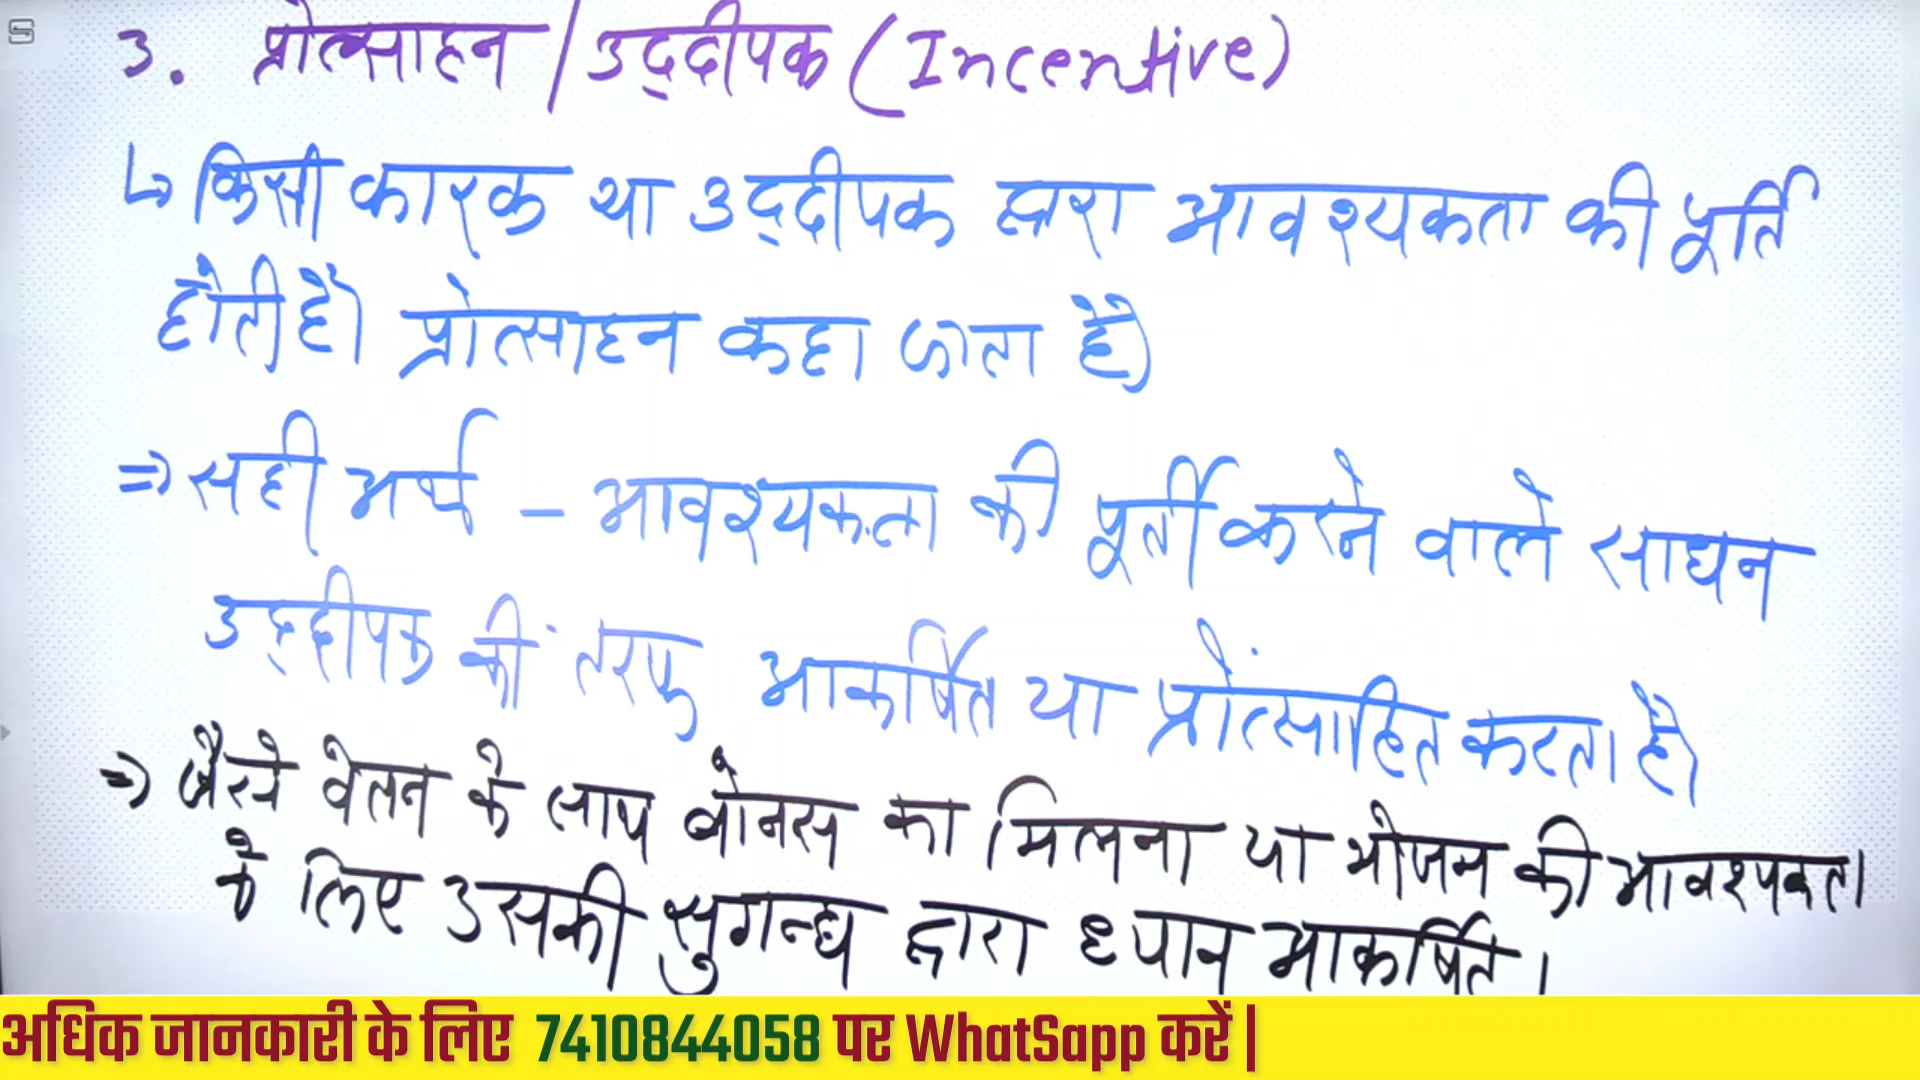 3. प्रोत्साहन / उद्दीपक (Incentive)
↳ किसी कारक या उद्दीपक द्वारा आवश्यकता की पूर्ति
होती है। प्रोत्साहन कहा जाता है।
⇒ सही अर्थ – आवश्यकता की पूर्ती करने वाले साधन
उद्दीपक कीं तरफ आकर्षित या प्रोंत्साहित करता है।
⇒ जैसे वेतन के साथ बोनस का मिलना या भोजन की आवश्यकता
के लिए उसकी सुगन्ध द्वारा ध्यान आकर्षित।
अधिक जानकारी के लिए 7410844058 पर WhatSapp करें|